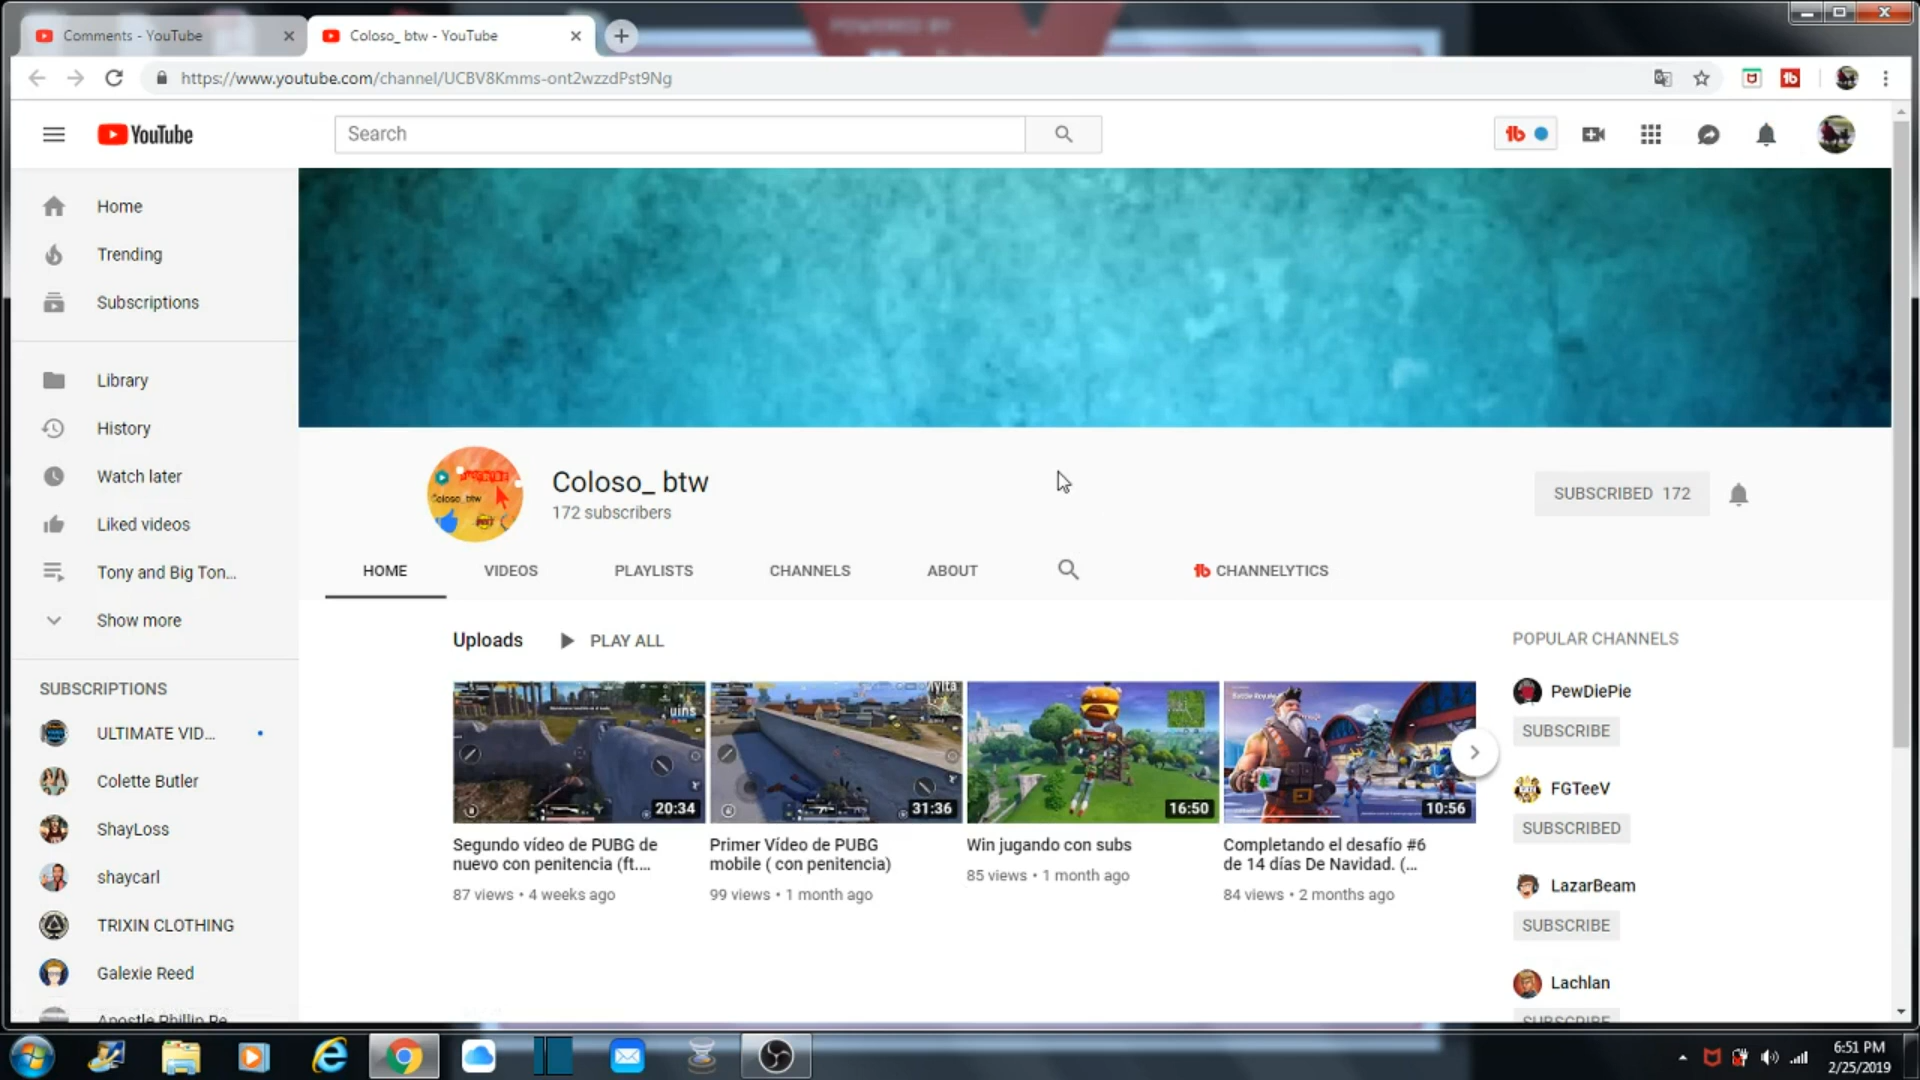 POWERED BY
Comments - YouTube
Coloso_ btw - YouTube
https://www.youtube.com/channel/UCBV8Kmms-ont2wzzdPst9Ng
YouTube
Search
Home
Trending
Subscriptions
Library
History
Watch later
Liked videos
Tony and Big Ton...
Show more
SUBSCRIPTIONS
ULTIMATE VID...
Colette Butler
ShayLoss
shaycarl
TRIXIN CLOTHING
Galexie Reed
Apostle Phillip Re
Coloso_ btw
172 subscribers
SUBSCRIBED 172
HOME VIDEOS PLAYLISTS CHANNELS ABOUT CHANNELYTICS
Uploads PLAY ALL
20:34
Segundo vídeo de PUBG de
nuevo con penitencia (ft....
87 views • 4 weeks ago
31:36
Primer Vídeo de PUBG
mobile ( con penitencia)
99 views • 1 month ago
16:50
Win jugando con subs
85 views • 1 month ago
10:56
Completando el desafío #6
de 14 días De Navidad. (...
84 views • 2 months ago
POPULAR CHANNELS
PewDiePie
SUBSCRIBE
FGTeeV
SUBSCRIBED
LazarBeam
SUBSCRIBE
Lachlan
SUBSCRIBE
6:51 PM
2/25/2019